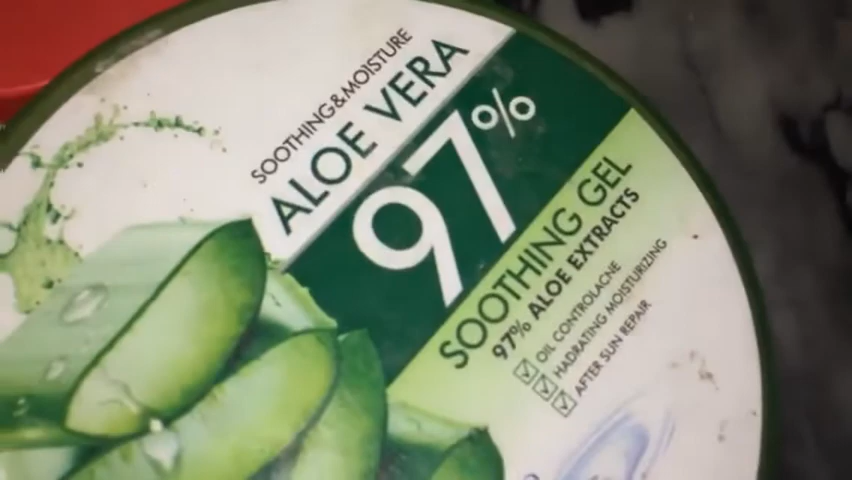 SOOTHING&MOISTURE
ALOE VERA
97%
SOOTHING GEL
97% ALOE EXTRACTS
OIL CONTROLACNE
HADRATING MOISTURIZING
AFTER SUN REPAIR